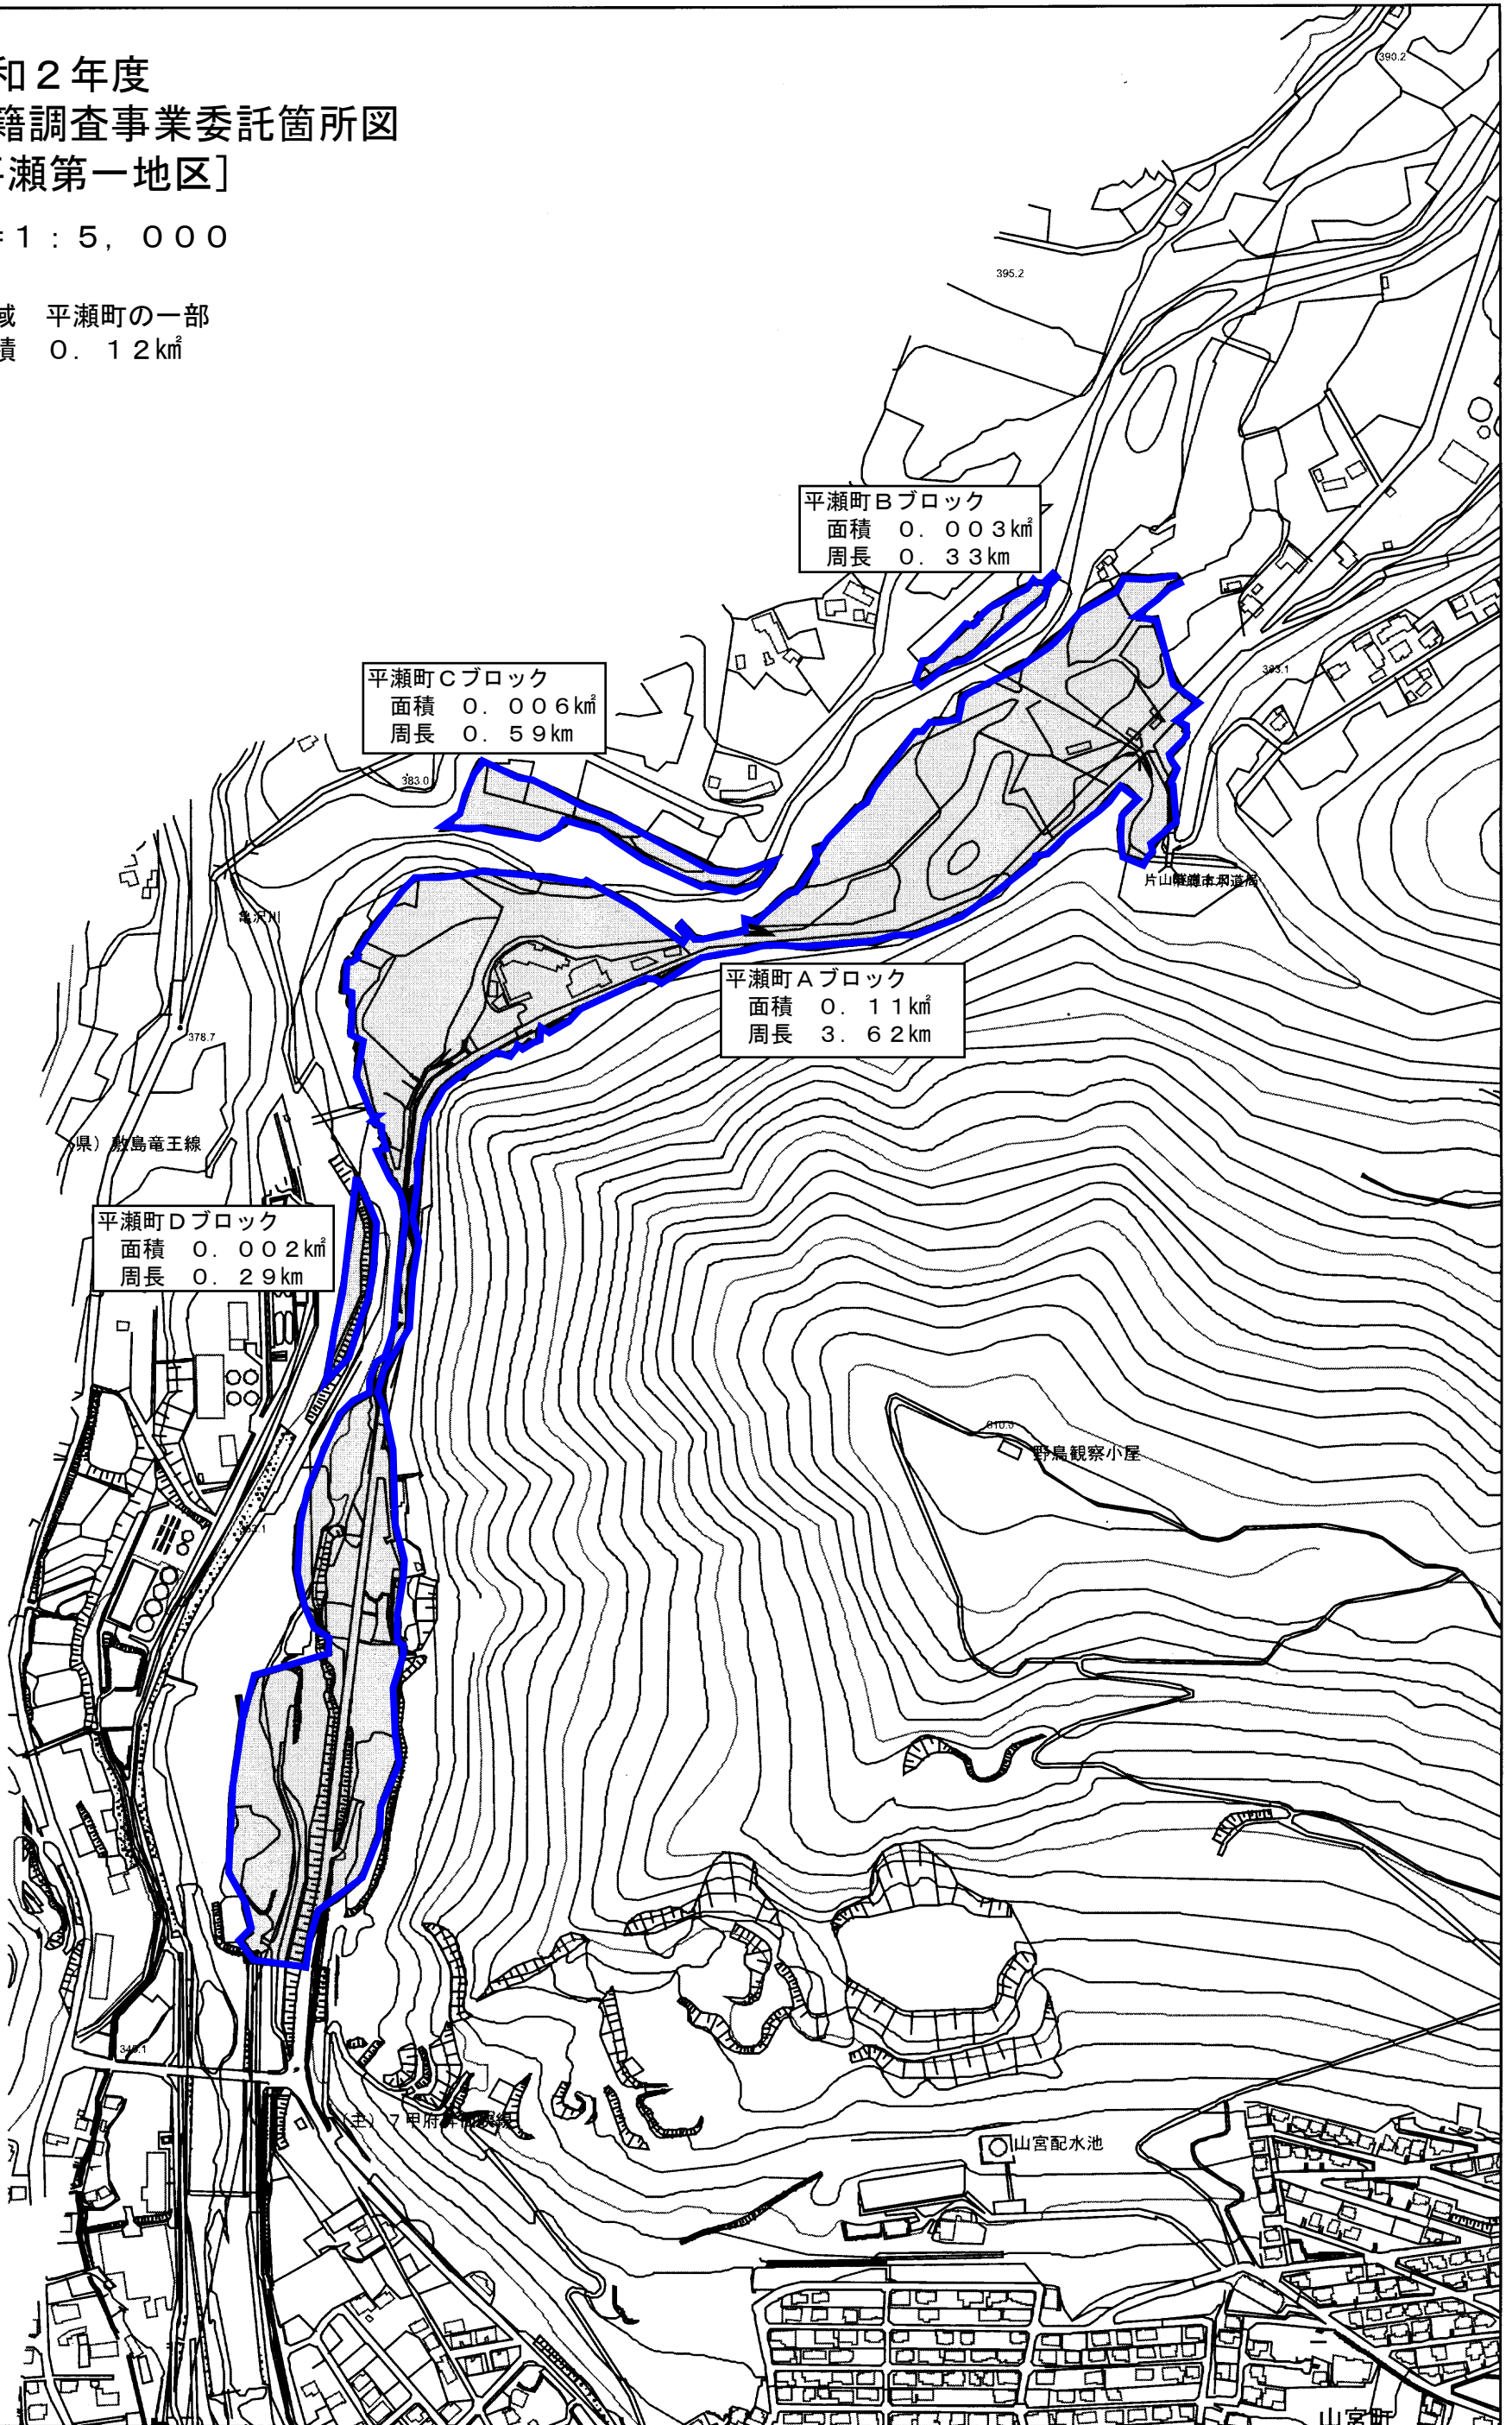 和２年度
籍調査事業委託箇所図
瀬第一地区］
＝１：５，０００
域　平瀬町の一部
積　０．１２㎢
390.2
395.2
平瀬町Ｂブロック
面積　０．００３㎢
周長　０．３３㎞
平瀬町Ｃブロック
面積　０．００６㎢
周長　０．５９㎞
383.0
亀沢川
平瀬町Ａブロック
面積　０．１１㎢
周長　３．６２㎞
378.7
県）敷島竜王線
平瀬町Ｄブロック
面積　０．００２㎢
周長　０．２９㎞
野鳥観察小屋
山宮配水池
山宮町